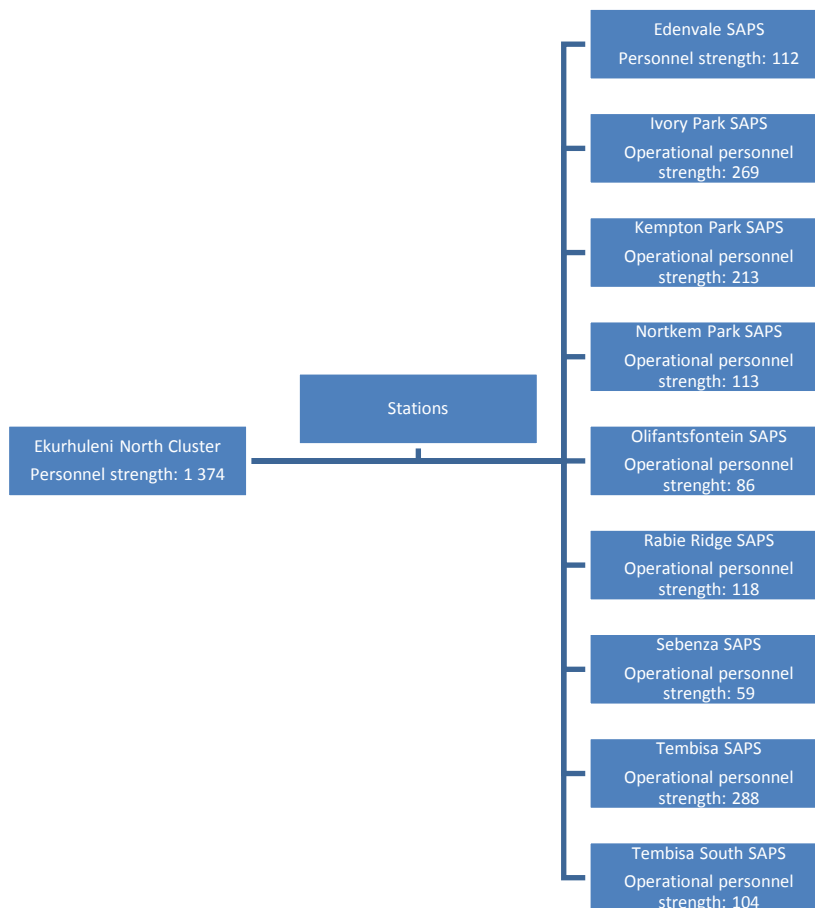 Edenvale SAPS
Personnel strength: 112
Ivory Park SAPS
Operational personnel
strength: 269
Kempton Park SAPS
Operational personnel
strength: 213
Nortkem Park SAPS
Operational personnel
strength: 113
Stations
Ekurhuleni North Cluster
Personnel strength: 1 374
Olifantsfontein SAPS
Operational personnel
strenght: 86
Rabie Ridge SAPS
Operational personnel
strength: 118
Sebenza SAPS
Operational personnel
strength: 59
Tembisa SAPS
Operational personnel
strength: 288
Tembisa South SAPS
Operational personnel
strength: 104